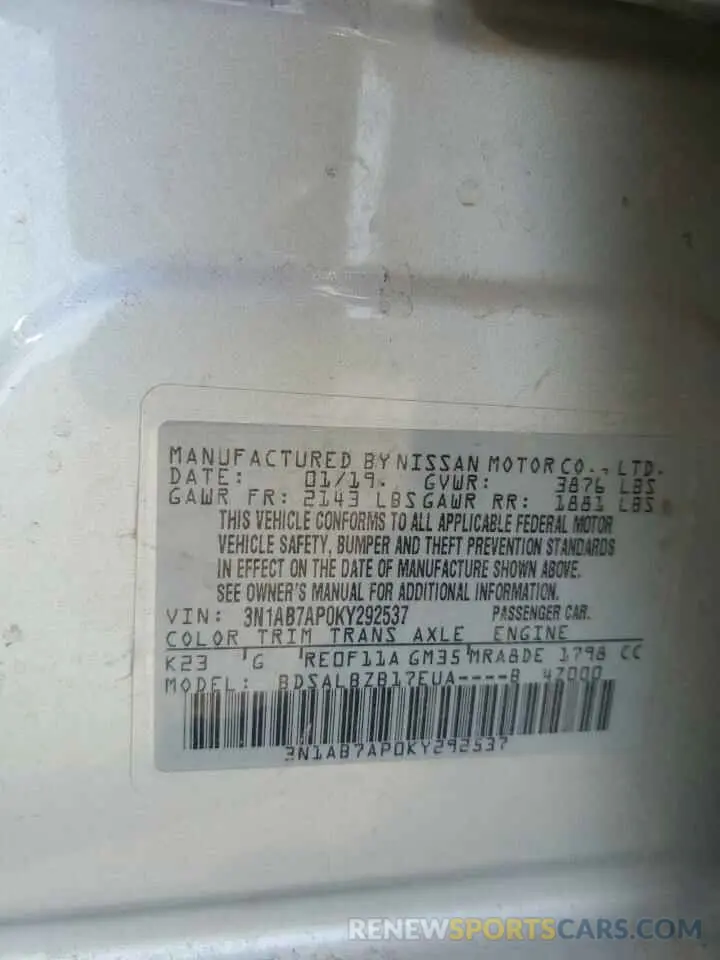 MANUFACTURED BY NISSAN MOTOR CO., LTD.
DATE: 01/19. GVWR: 3876 LBS
GAWR FR: 2143 LBS GAWR RR: 1881 LBS
THIS VEHICLE CONFORMS TO ALL APPLICABLE FEDERAL MOTOR
VEHICLE SAFETY, BUMPER AND THEFT PREVENTION STANDARDS
IN EFFECT ON THE DATE OF MANUFACTURE SHOWN ABOVE.
SEE OWNER'S MANUAL FOR ADDITIONAL INFORMATION.
VIN: 3N1AB7AP0KY292537 PASSENGER CAR.
COLOR TRIM TRANS AXLE ENGINE
K23 G RE0F11A GM35 MRA8DE 1798 CC
MODEL: BDSALBZB17EUA----B 47000
3N1AB7AP0KY292537
RENEWSPORTSCARS.COM